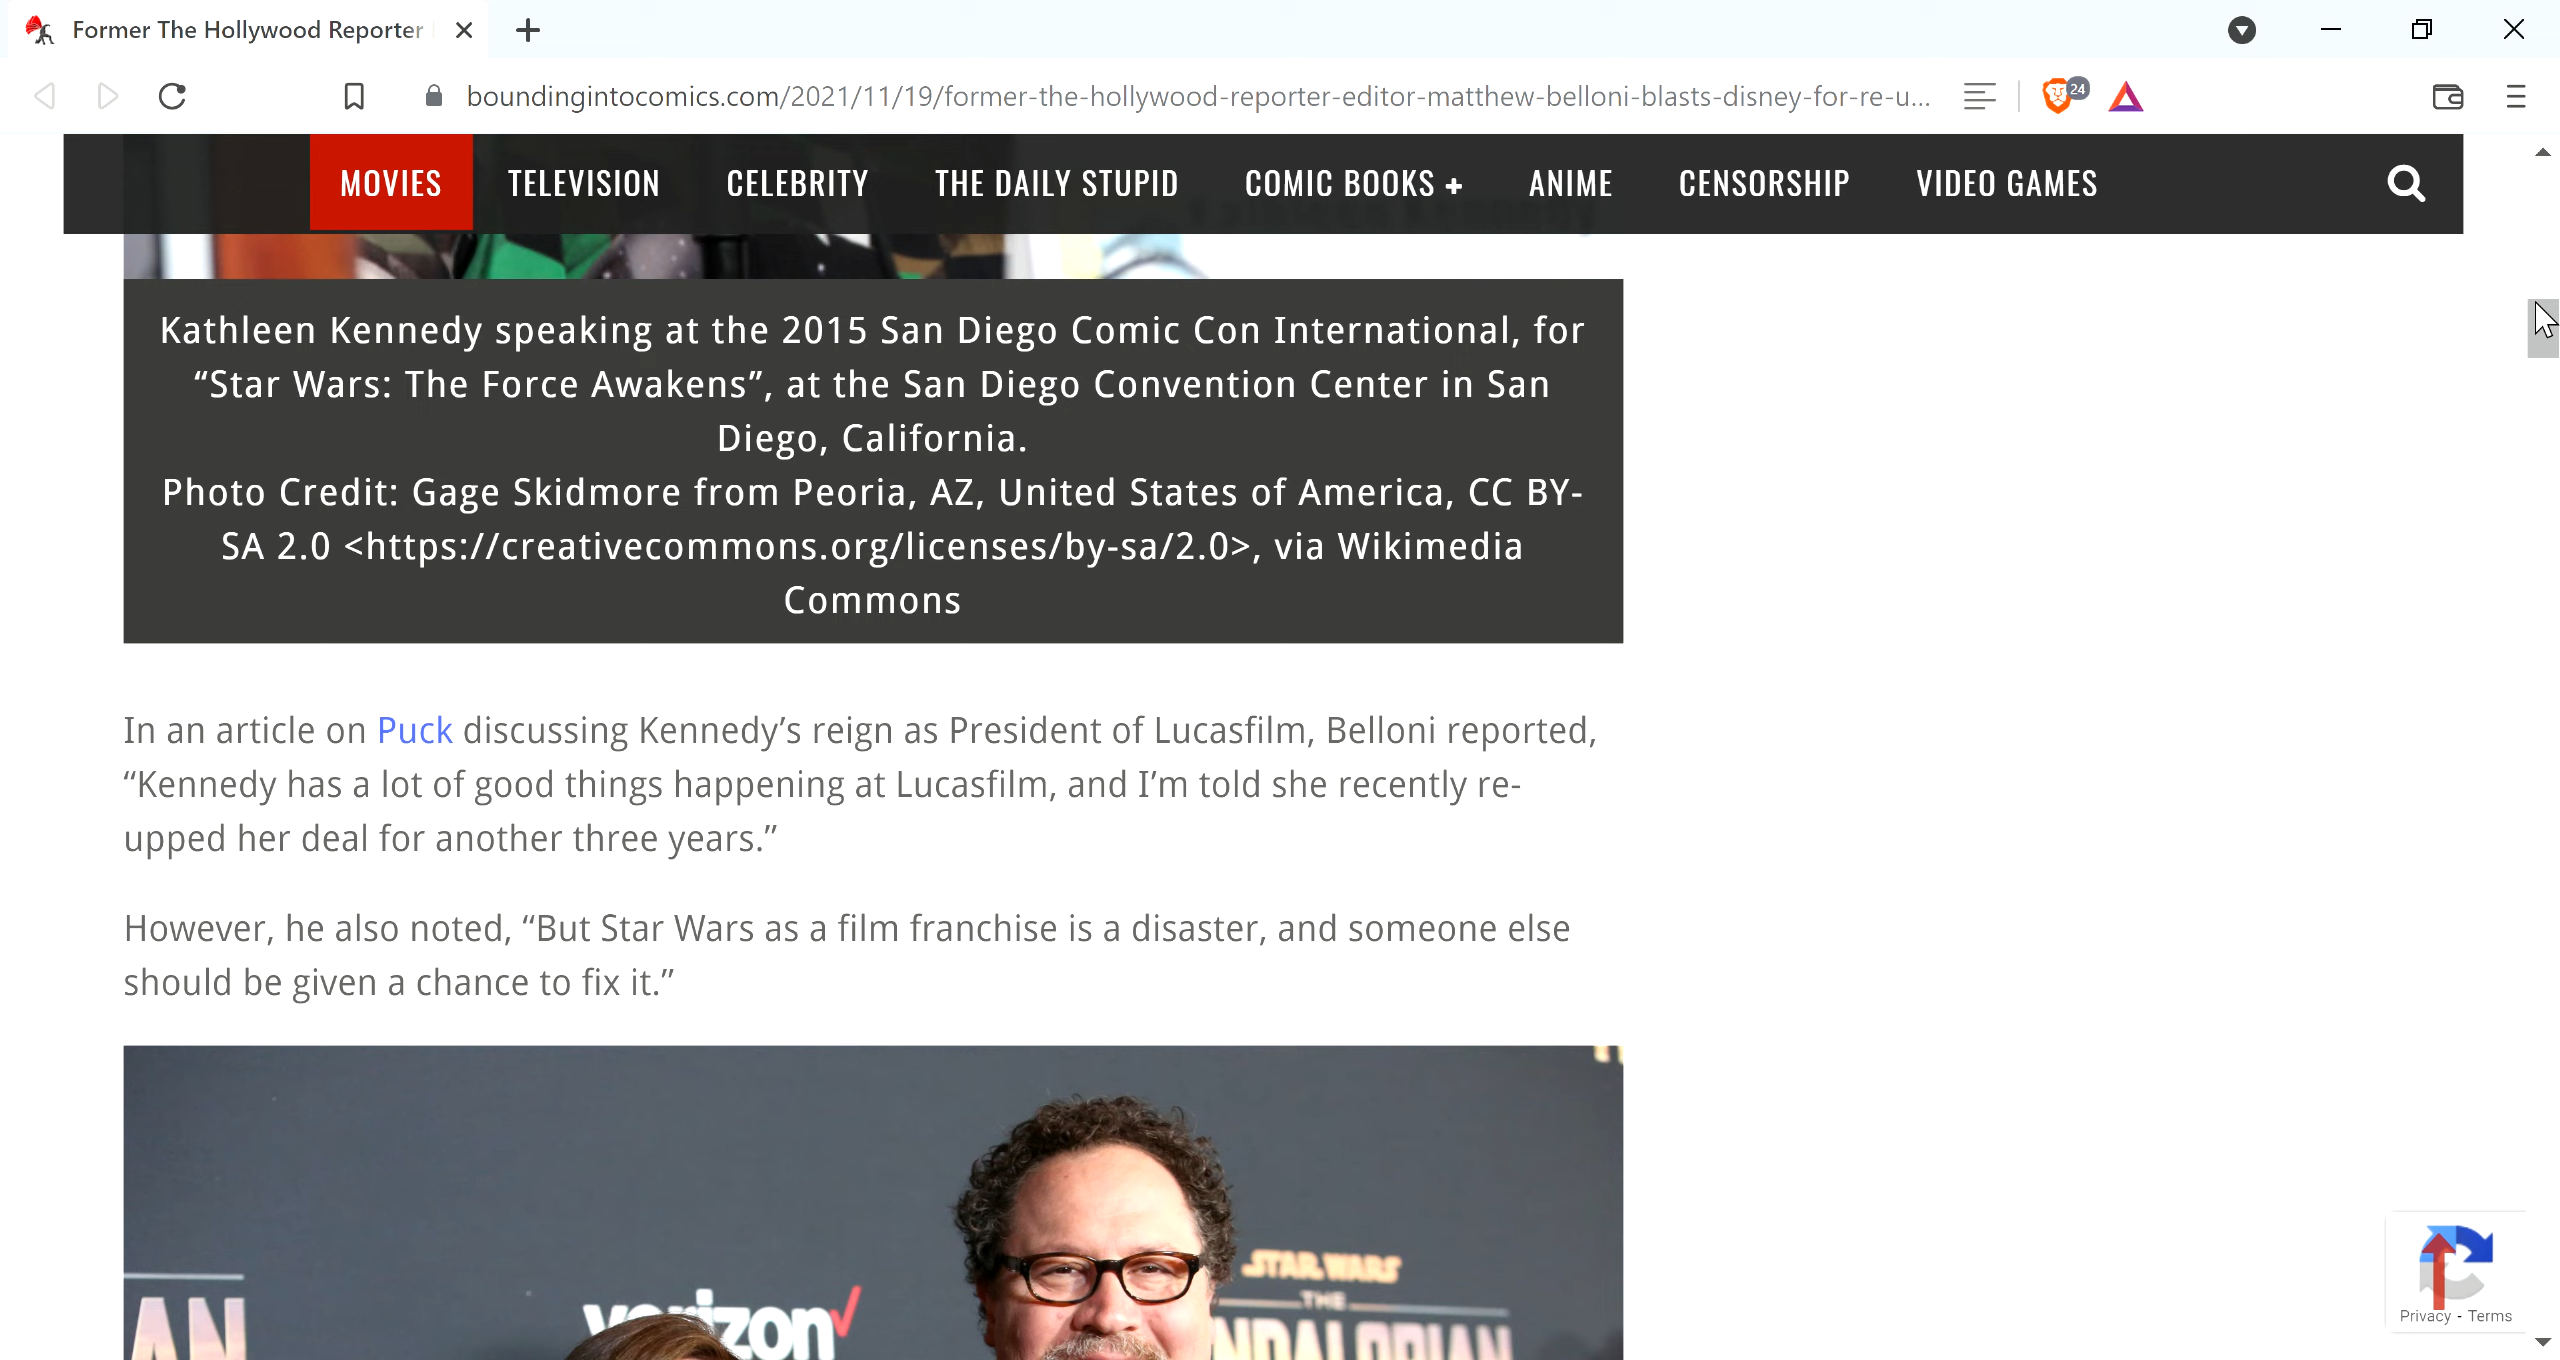 Former The Hollywood Reporter
boundingintocomics.com/2021/11/19/former-the-hollywood-reporter-editor-matthew-belloni-blasts-disney-for-re-u...
24
MOVIES TELEVISION CELEBRITY THE DAILY STUPID COMIC BOOKS + ANIME CENSORSHIP VIDEO GAMES
Kathleen Kennedy speaking at the 2015 San Diego Comic Con International, for
“Star Wars: The Force Awakens”, at the San Diego Convention Center in San
Diego, California.
Photo Credit: Gage Skidmore from Peoria, AZ, United States of America, CC BY-
SA 2.0 <https://creativecommons.org/licenses/by-sa/2.0>, via Wikimedia
Commons
In an article on Puck discussing Kennedy’s reign as President of Lucasfilm, Belloni reported,
“Kennedy has a lot of good things happening at Lucasfilm, and I’m told she recently re-
upped her deal for another three years.”
However, he also noted, “But Star Wars as a film franchise is a disaster, and someone else
should be given a chance to fix it.”
AN
verizon
STAR WARS
THE
NDALORIAN
Privacy - Terms